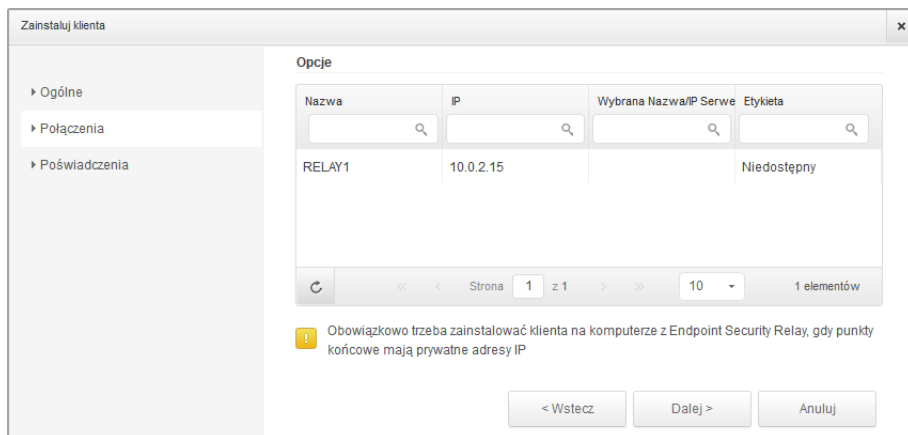 Zainstaluj klienta
Ogólne
Połączenia
Poświadczenia
Opcje
Nazwa IP Wybrana Nazwa/IP Serwe Etykieta
RELAY1 10.0.2.15 Niedostępny
Strona 1 z 1 10 1 elementów
Obowiązkowo trzeba zainstalować klienta na komputerze z Endpoint Security Relay, gdy punkty
końcowe mają prywatne adresy IP
< Wstecz Dalej > Anuluj